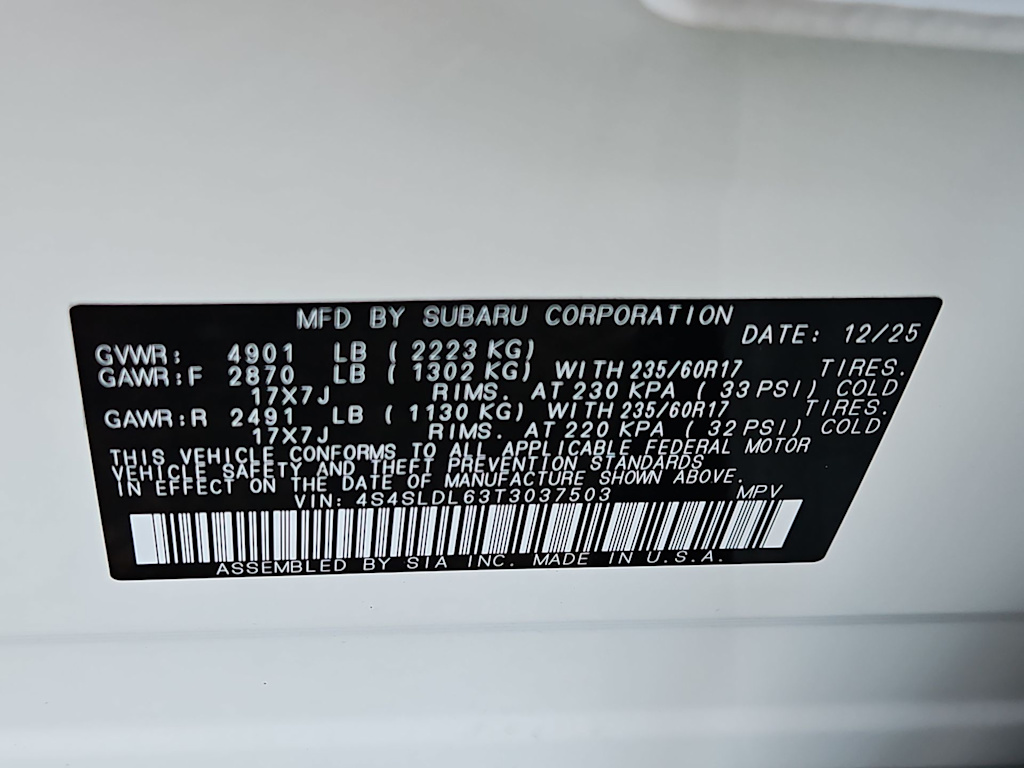 MFD BY SUBARU CORPORATION DATE: 12/25
GVWR: 4901 LB ( 2223 KG)
GAWR:F 2870 LB ( 1302 KG) WITH 235/60R17 TIRES.
17X7J RIMS. AT 230 KPA ( 33 PSI) COLD
GAWR:R 2491 LB ( 1130 KG) WITH 235/60R17 TIRES.
17X7J RIMS. AT 220 KPA ( 32 PSI) COLD
THIS VEHICLE CONFORMS TO ALL APPLICABLE FEDERAL MOTOR
VEHICLE SAFETY AND THEFT PREVENTION STANDARDS
IN EFFECT ON THE DATE OF MANUFACTURE SHOWN ABOVE.
VIN: 4S4SLDL63T3037503 MPV
ASSEMBLED BY SIA INC. MADE IN U.S.A.